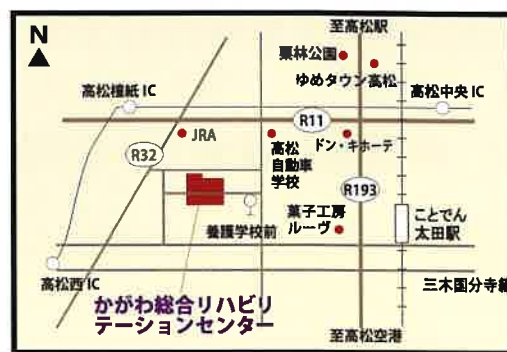 N
至高松駅
栗林公園
ゆめタウン高松
高松檀紙 IC
高松中央 IC
R11
JRA
高松
自動車
学校
ドン・キホーテ
R32
R193
菓子工房
ルーヴ
ことでん
太田駅
養護学校前
高松西 IC
三木国分寺線
かがわ総合リハビリ
テーションセンター
至高松空港